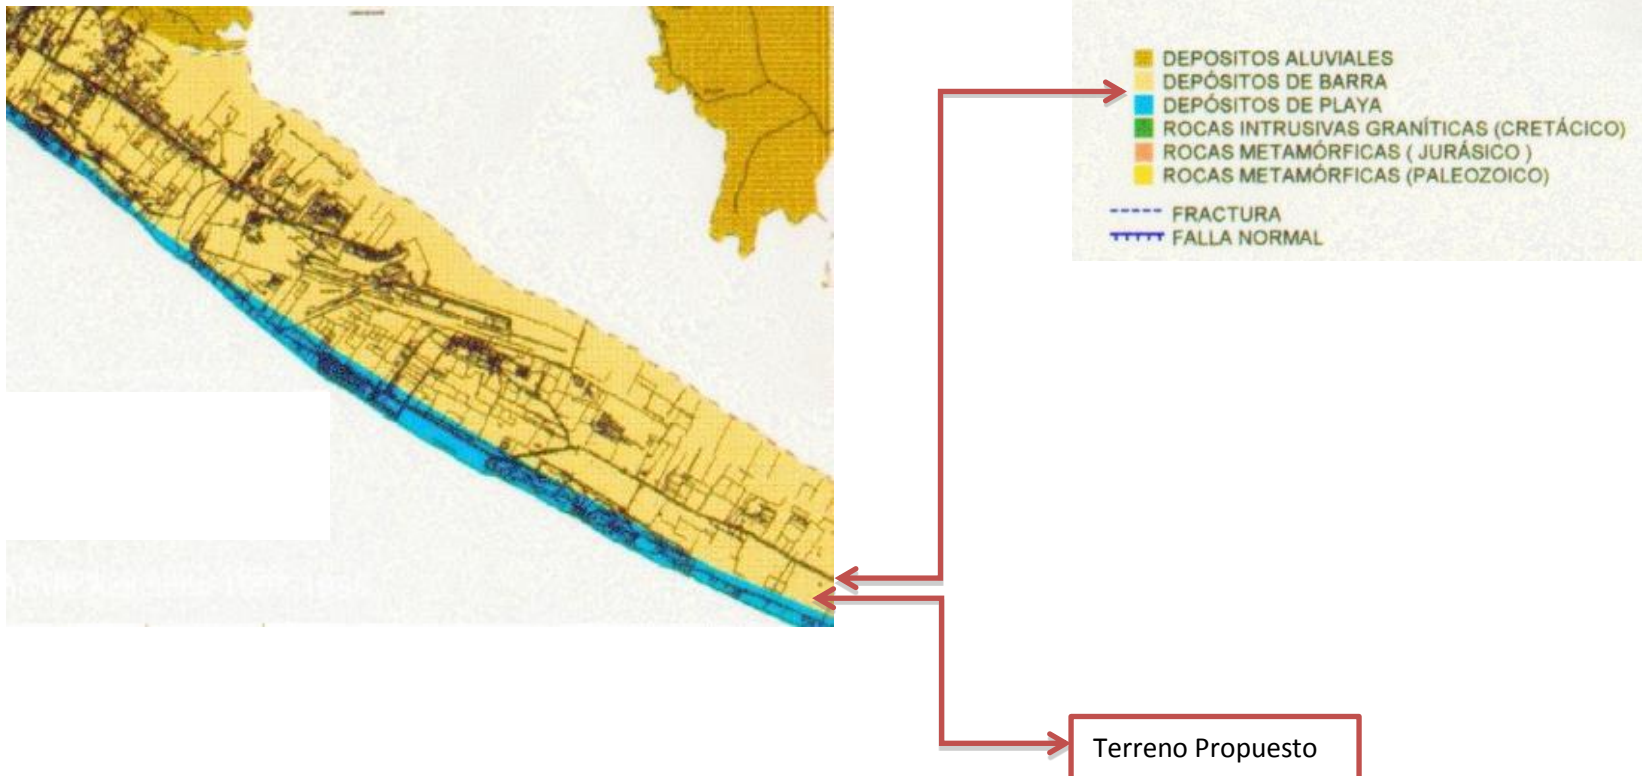 DEPOSITOS ALUVIALES
DEPÓSITOS DE BARRA
DEPÓSITOS DE PLAYA
ROCAS INTRUSIVAS GRANÍTICAS (CRETÁCICO)
ROCAS METAMÓRFICAS ( JURÁSICO )
ROCAS METAMÓRFICAS (PALEOZOICO)
FRACTURA
FALLA NORMAL
Terreno Propuesto